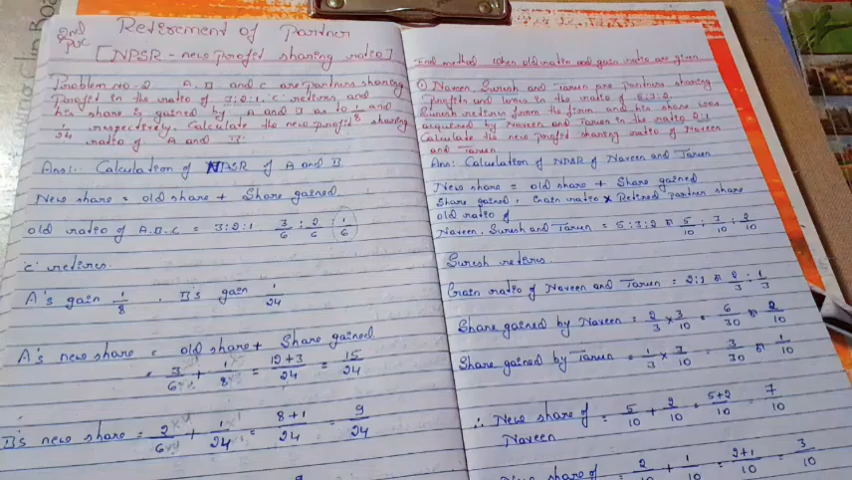 2nd PUC
Retirement of Partner
[NPSR - new profit sharing ratio]
Problem no-2 A, B and C are partners sharing
Profit in the ratio of 3:2:1. C retires and
his share is gained by A and B as to 1/8 and
1/24 respectively. Calculate the new profit sharing
ratio of A and B.
Ans:- Calculation of NPSR of A and B
New share = old share + Share gained.
old ratio of A.B.C = 3:2:1 3/6 : 2/6 : 1/6
'C' retires.
A's gain 1/8 . B's gain 1/24
A's new share = old share + Share gained
= 3/6 + 1/8 = 12+3/24 = 15/24
B's new share = 2/6 + 1/24 = 8+1/24 = 9/24
2nd method when old ratio and gain ratio are given.
① Naveen, Suresh and Tarun are partners sharing
profits and loses in the ratio of 5:3:2.
Suresh retires from the firm and his share was
acquired by Naveen and Tarun in the ratio 2:1
Calculate the new profit sharing ratio of Naveen
and Tarun
Ans: Calculation of NPSR of Naveen and Tarun
New share = old share + Share gained
Share gained = Gain ratio × Retired partner share
old ratio of
Naveen, Suresh and Tarun = 5:3:2 or 5/10 : 3/10 : 2/10
Suresh retires.
Gain ratio of Naveen and Tarun = 2:1 or 2/3 : 1/3
Share gained by Naveen = 2/3 × 3/10 = 6/30 or 2/10
Share gained by Tarun = 1/3 × 3/10 = 3/30 or 1/10
∴ New share of = 5/10 + 2/10 = 5+2/10 = 7/10
Naveen
New share of = 2/10 + 1/10 = 2+1/10 = 3/10